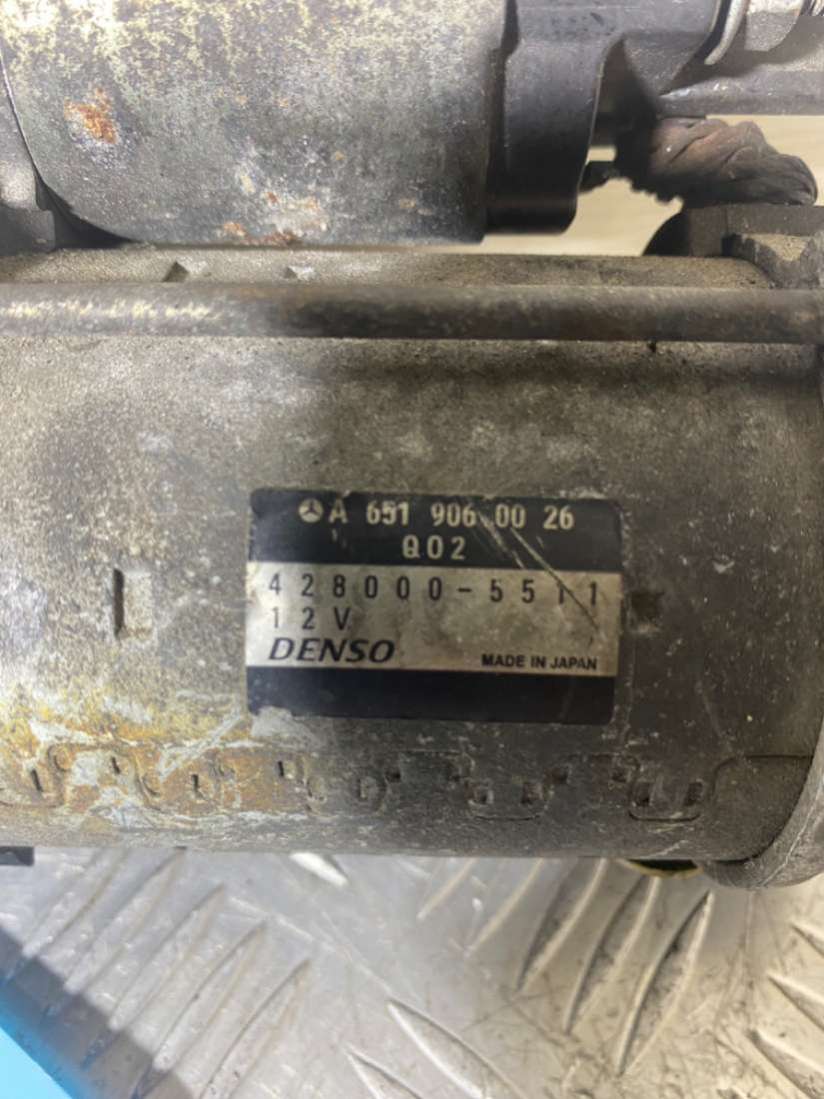 A 651 906 00 26
Q02
428000-5511
12V
DENSO MADE IN JAPAN